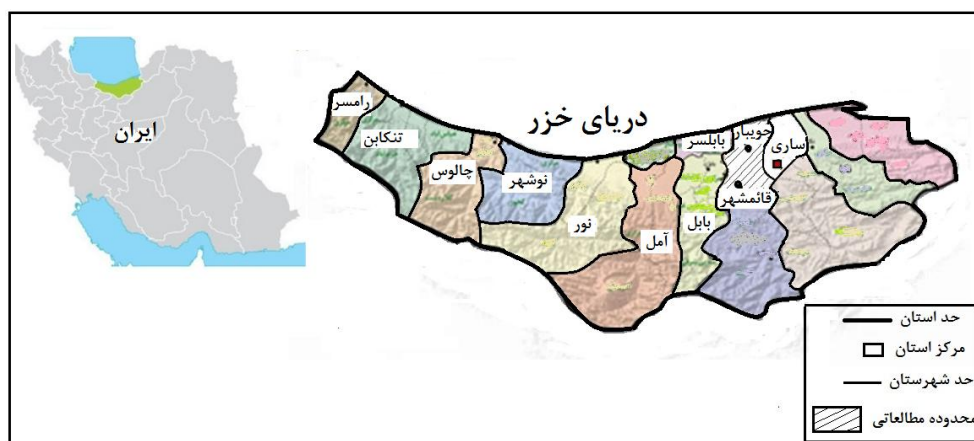 ایران
دریای خزر
رامسر
تنکابن
چالوس
نوشهر
نور
آمل
بابل
بابلسر
جویبار
قائمشهر
ساری
حد استان
مرکز استان
حد شهرستان
محدوده مطالعاتی